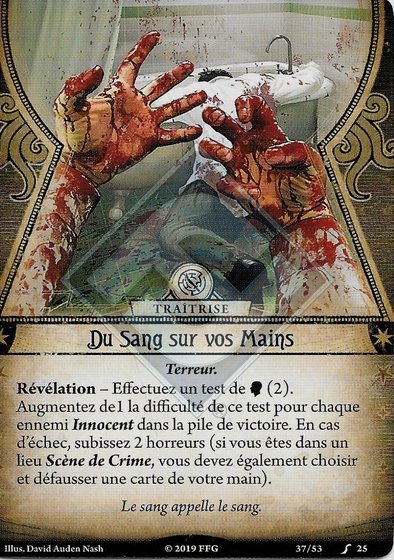 TRAÎTRISE
Du Sang sur vos Mains
Terreur.
Révélation – Effectuez un test de (2).
Augmentez de1 la difficulté de ce test pour chaque
ennemi Innocent dans la pile de victoire. En cas
d'échec, subissez 2 horreurs (si vous êtes dans un
lieu Scène de Crime, vous devez également choisir
et défausser une carte de votre main).
Le sang appelle le sang.
Illus. David Auden Nash © 2019 FFG 37/53 25